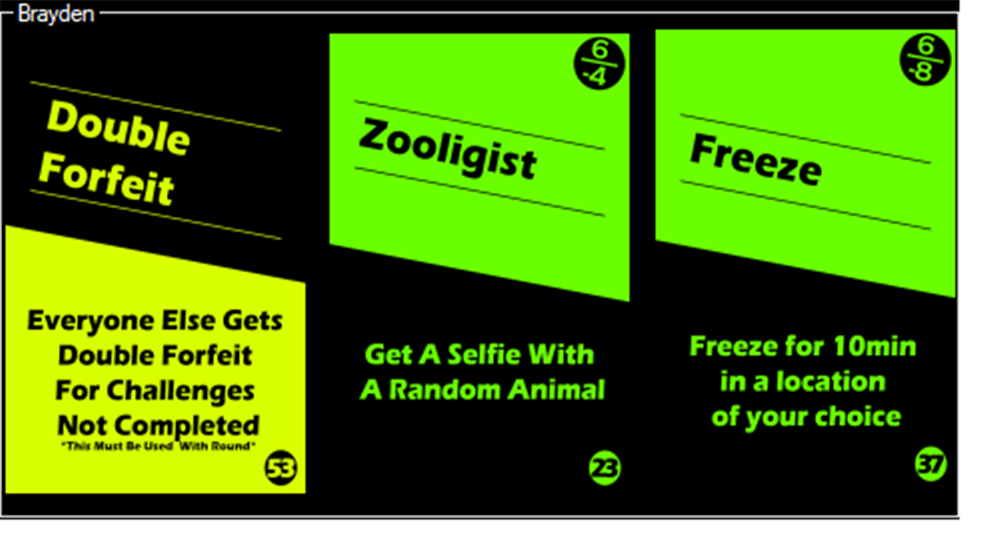 Brayden
Double
Forfeit
Everyone Else Gets
Double Forfeit
For Challenges
Not Completed
*This Must Be Used With Round*
53
6
-4
Zooligist
Get A Selfie With
A Random Animal
23
6
-8
Freeze
Freeze for 10min
in a location
of your choice
37